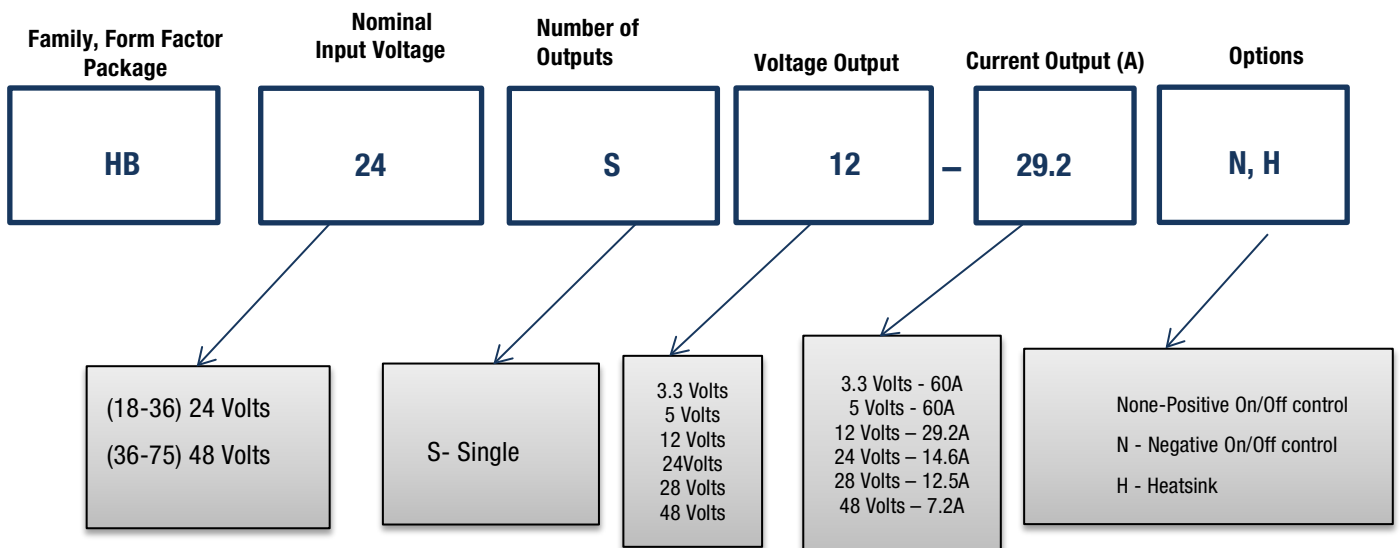 Family, Form Factor
Package
Nominal
Input Voltage
Number of
Outputs
Voltage Output
Current Output (A)
Options
HB
24
S
12
–
29.2
N, H
(18-36) 24 Volts
(36-75) 48 Volts
S- Single
3.3 Volts
5 Volts
12 Volts
24Volts
28 Volts
48 Volts
3.3 Volts - 60A
5 Volts - 60A
12 Volts – 29.2A
24 Volts – 14.6A
28 Volts – 12.5A
48 Volts – 7.2A
None-Positive On/Off control
N - Negative On/Off control
H - Heatsink